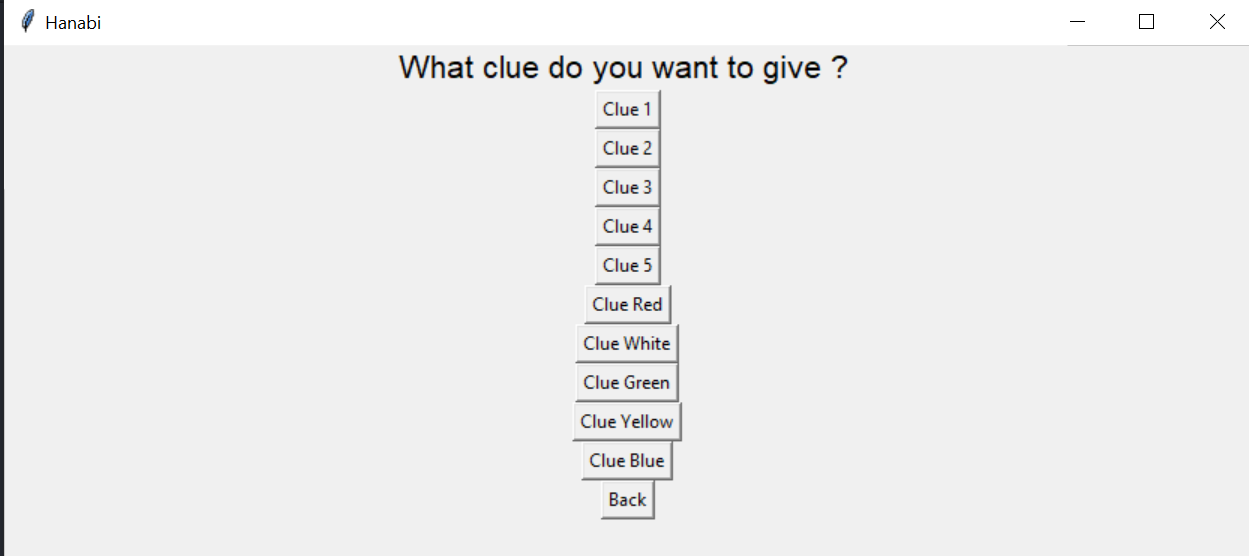 Hanabi
What clue do you want to give ?
Clue 1
Clue 2
Clue 3
Clue 4
Clue 5
Clue Red
Clue White
Clue Green
Clue Yellow
Clue Blue
Back